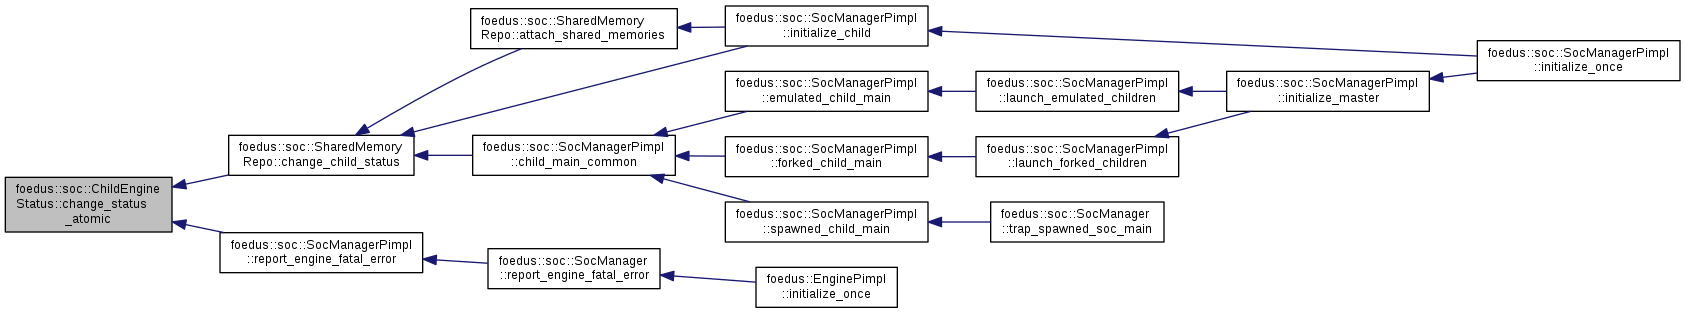 foedus::soc::SharedMemory
Repo::attach_shared_memories
foedus::soc::SocManagerPimpl
::initialize_child
foedus::soc::SocManagerPimpl
::initialize_once
foedus::soc::SocManagerPimpl
::emulated_child_main
foedus::soc::SocManagerPimpl
::launch_emulated_children
foedus::soc::SocManagerPimpl
::initialize_master
foedus::soc::SharedMemory
Repo::change_child_status
foedus::soc::SocManagerPimpl
::child_main_common
foedus::soc::SocManagerPimpl
::forked_child_main
foedus::soc::SocManagerPimpl
::launch_forked_children
foedus::soc::ChildEngine
Status::change_status
_atomic
foedus::soc::SocManagerPimpl
::spawned_child_main
foedus::soc::SocManager
::trap_spawned_soc_main
foedus::soc::SocManagerPimpl
::report_engine_fatal_error
foedus::soc::SocManager
::report_engine_fatal_error
foedus::EnginePimpl
::initialize_once